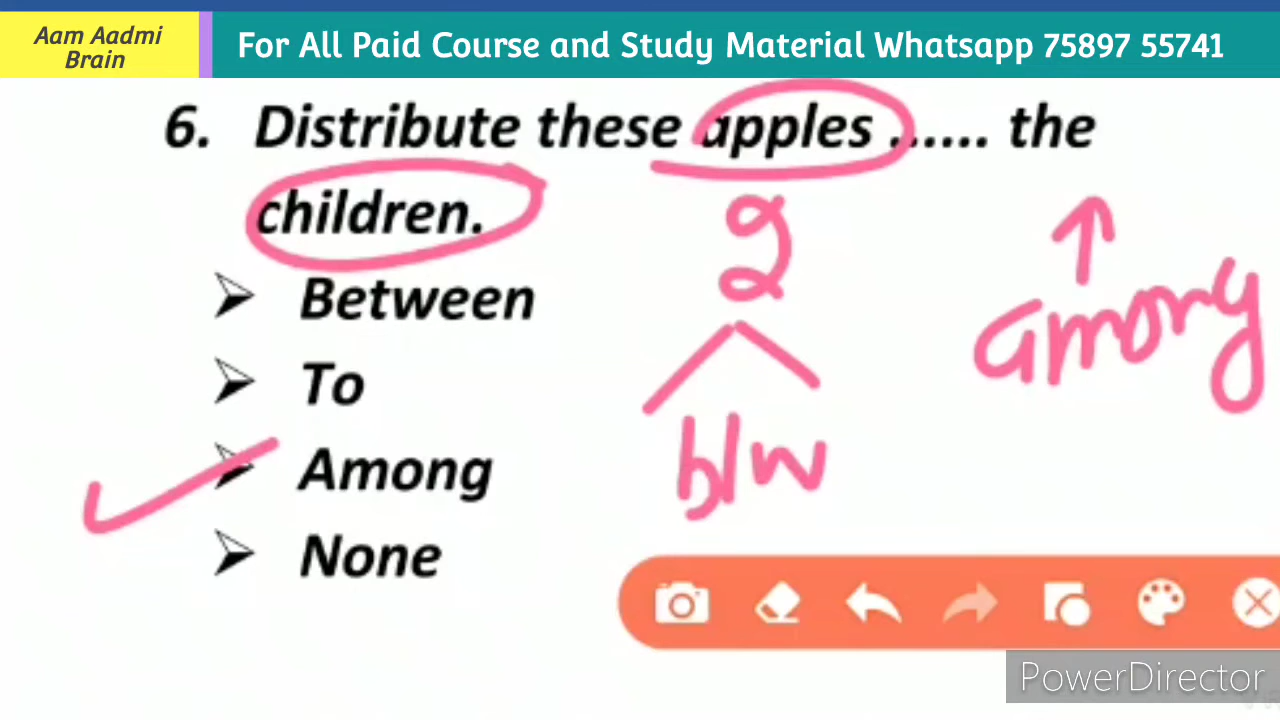 Aam Aadmi
Brain
For All Paid Course and Study Material Whatsapp 75897 55741
6. Distribute these apples ...... the
children.
2
among
Between
To
b/w
Among
None
PowerDirector